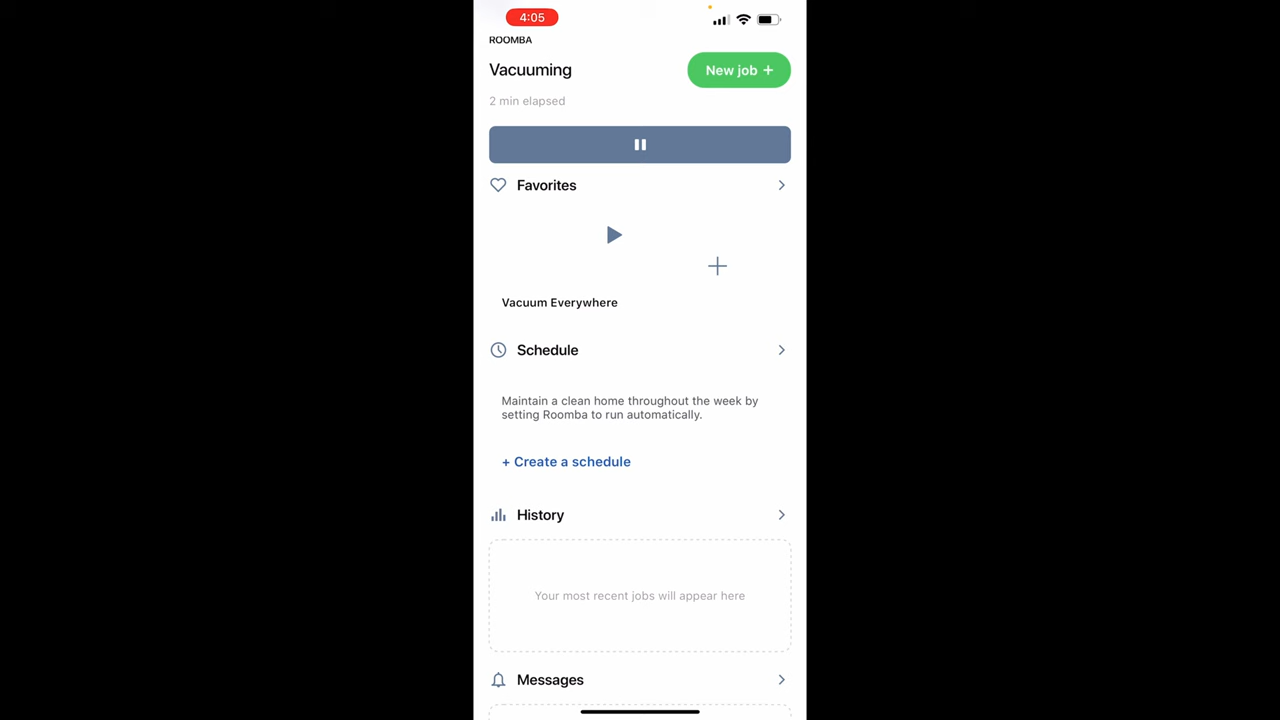 4:05
ROOMBA
Vacuuming
New job +
2 min elapsed
Favorites
Vacuum Everywhere
Schedule
Maintain a clean home throughout the week by
setting Roomba to run automatically.
+ Create a schedule
History
Your most recent jobs will appear here
Messages